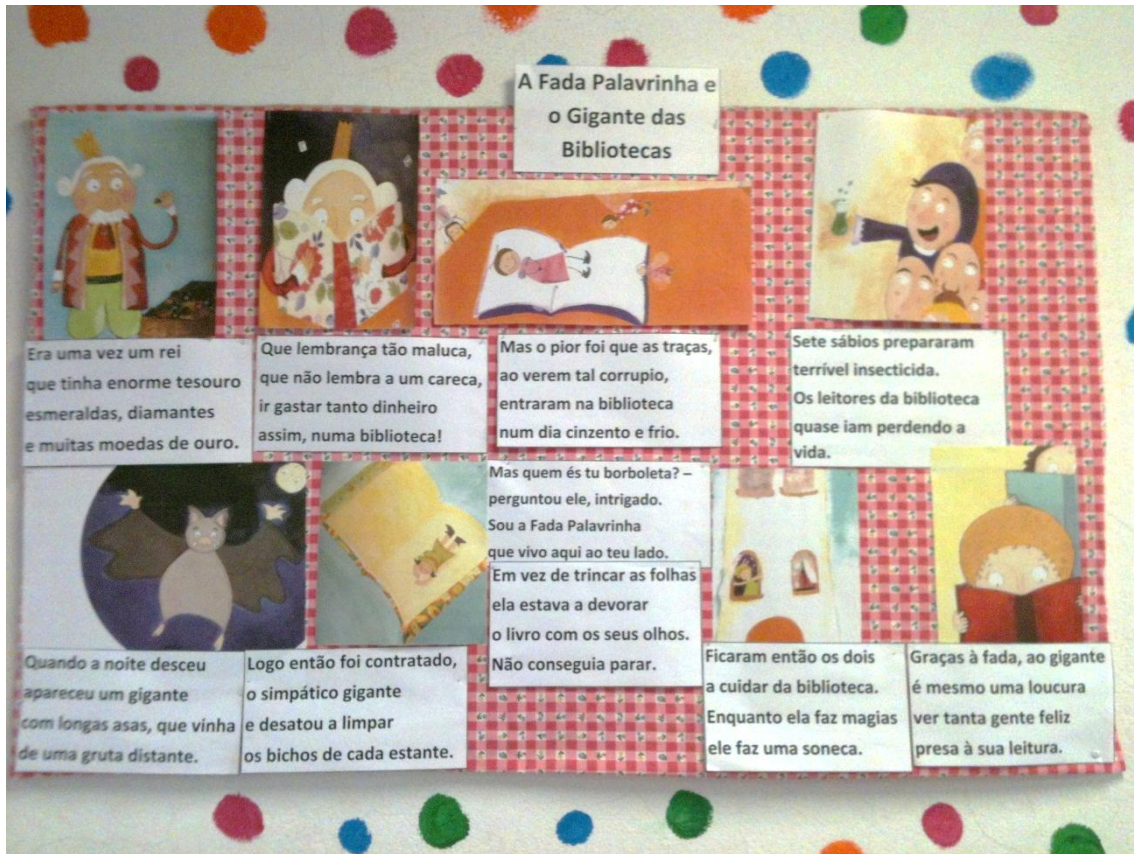 A Fada Palavrinha e
o Gigante das
Bibliotecas
Era uma vez um rei
que tinha enorme tesouro
esmeraldas, diamantes
e muitas moedas de ouro.
Que lembrança tão maluca,
que não lembra a um careca,
ir gastar tanto dinheiro
assim, numa biblioteca!
Mas o pior foi que as traças,
ao verem tal corrupio,
entraram na biblioteca
num dia cinzento e frio.
Sete sábios prepararam
terrível insecticida.
Os leitores da biblioteca
quase iam perdendo a
vida.
Quando a noite desceu
apareceu um gigante
com longas asas, que vinha
de uma gruta distante.
Logo então foi contratado,
o simpático gigante
e desatou a limpar
os bichos de cada estante.
Mas quem és tu borboleta? –
perguntou ele, intrigado.
Sou a Fada Palavrinha
que vivo aqui ao teu lado.
Em vez de trincar as folhas
ela estava a devorar
o livro com os seus olhos.
Não conseguia parar.
Ficaram então os dois
a cuidar da biblioteca.
Enquanto ela faz magias
ele faz uma soneca.
Graças à fada, ao gigante
é mesmo uma loucura
ver tanta gente feliz
presa à sua leitura.